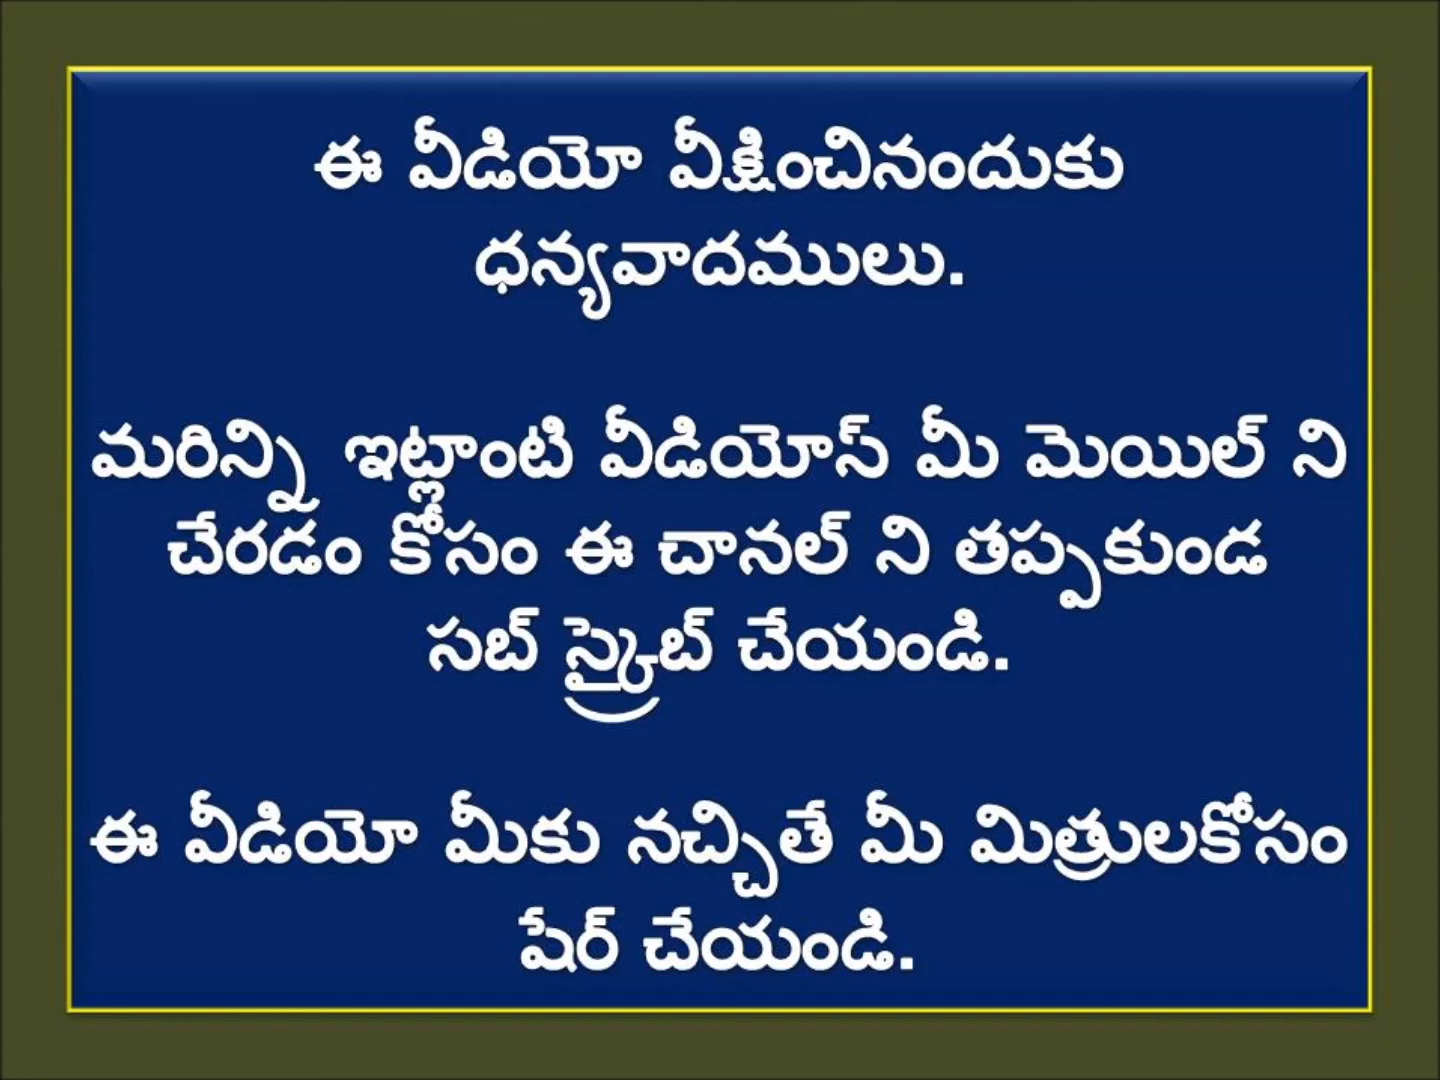 ఈ వీడియో వీక్షించినందుకు
ధన్యవాదములు.
మరిన్ని ఇట్లాంటి వీడియోస్ మీ మెయిల్ ని
చేరడం కోసం ఈ చానల్ ని తప్పకుండ
సబ్ స్క్రైబ్ చేయండి.
ఈ వీడియో మీకు నచ్చితే మీ మిత్రులకోసం
షేర్ చేయండి.